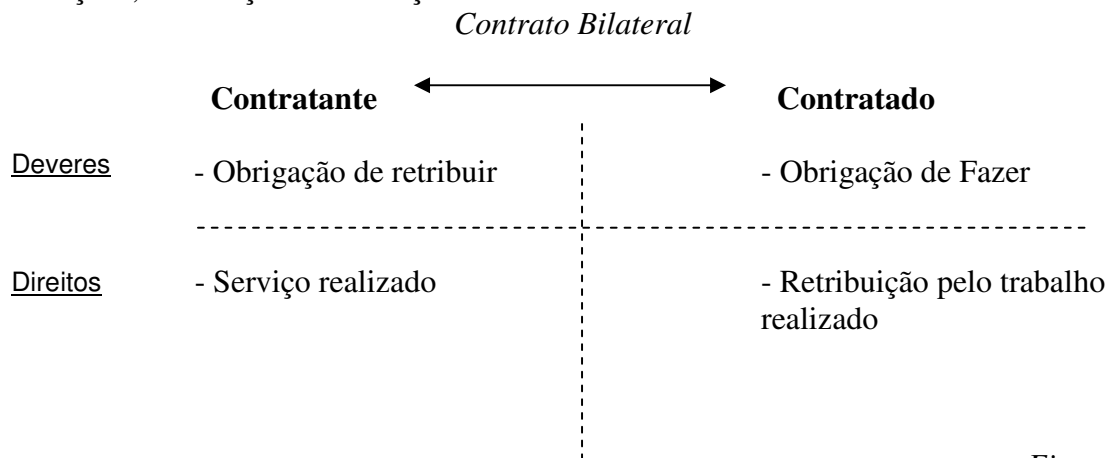 Contrato Bilateral
Contratante Contratado
Deveres - Obrigação de retribuir - Obrigação de Fazer
Direitos - Serviço realizado - Retribuição pelo trabalho
realizado